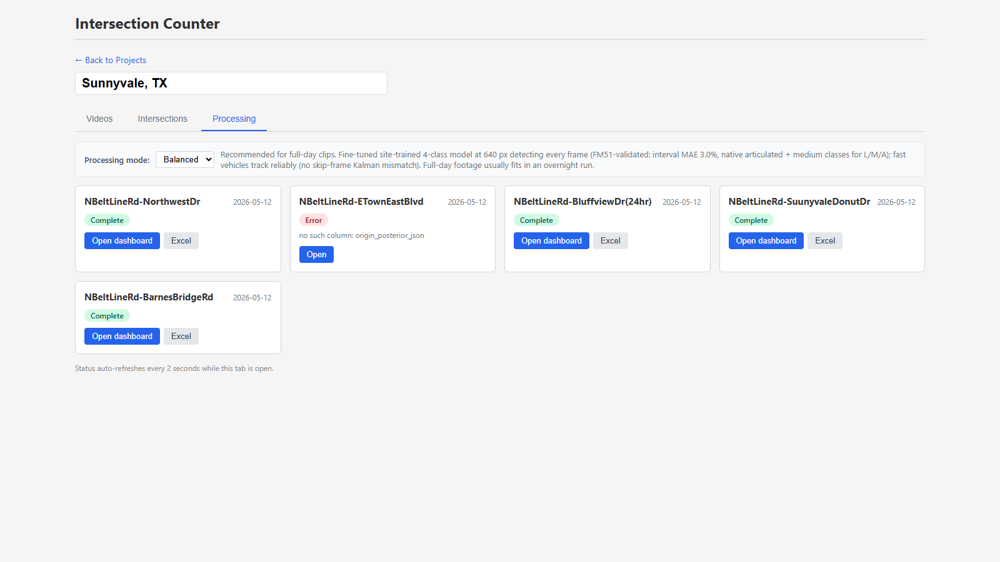 Intersection Counter
← Back to Projects
Sunnyvale, TX
Videos
Intersections
Processing
Processing mode:
Balanced
Recommended for full-day clips. Fine-tuned site-trained 4-class model at 640 px detecting every frame (FM51-validated: interval MAE 3.0%, native articulated + medium classes for L/M/A); fast
vehicles track reliably (no skip-frame Kalman mismatch). Full-day footage usually fits in an overnight run.
NBeltLineRd-NorthwestDr 2026-05-12
Complete
Open dashboard Excel
NBeltLineRd-ETownEastBlvd 2026-05-12
Error
no such column: origin_posterior_json
Open
NBeltLineRd-BluffviewDr(24hr) 2026-05-12
Complete
Open dashboard Excel
NBeltLineRd-SuunyvaleDonutDr 2026-05-12
Complete
Open dashboard Excel
NBeltLineRd-BarnesBridgeRd 2026-05-12
Complete
Open dashboard Excel
Status auto-refreshes every 2 seconds while this tab is open.